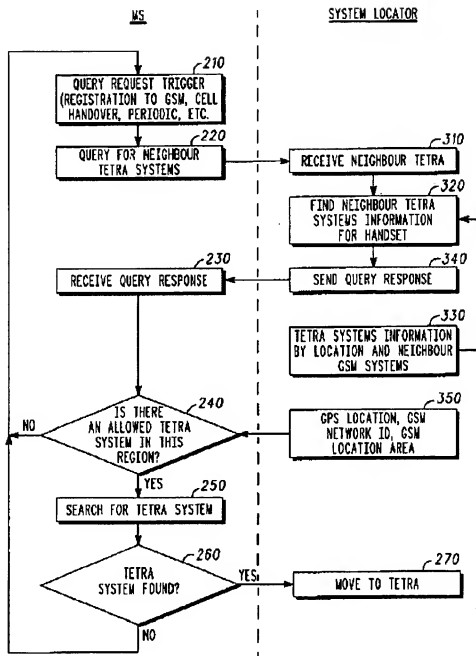 MS
SYSTEM LOCATOR
210
QUERY REQUEST TRIGGER
(REGISTRATION TO GSM, CELL
HANDOVER, PERIODIC, ETC.
220
QUERY FOR NEIGHBOUR
TETRA SYSTEMS
310
RECEIVE NEIGHBOUR TETRA
320
FIND NEIGHBOUR TETRA
SYSTEMS INFORMATION
FOR HANDSET
230
RECEIVE QUERY RESPONSE
340
SEND QUERY RESPONSE
330
TETRA SYSTEMS INFORMATION
BY LOCATION AND NEIGHBOUR
GSM SYSTEMS
240
IS THERE
AN ALLOWED TETRA
SYSTEM IN THIS
REGION?
NO
YES
350
GPS LOCATION, GSM
NETWORK ID, GSM
LOCATION AREA
250
SEARCH FOR TETRA SYSTEM
260
TETRA
SYSTEM FOUND?
YES
NO
270
MOVE TO TETRA